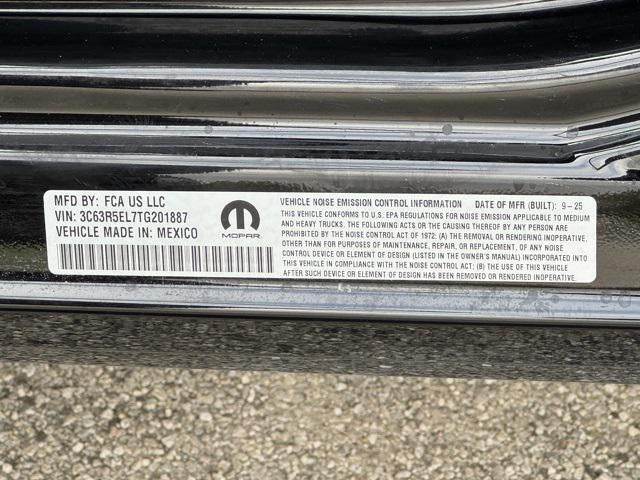 MFD BY: FCA US LLC
VIN: 3C63R5EL7TG201887
VEHICLE MADE IN: MEXICO
MOPAR
VEHICLE NOISE EMISSION CONTROL INFORMATION DATE OF MFR (BUILT): 9-25
THIS VEHICLE CONFORMS TO U.S. EPA REGULATIONS FOR NOISE EMISSION APPLICABLE TO MEDIUM
AND HEAVY TRUCKS. THE FOLLOWING ACTS OR THE CAUSING THEREOF BY ANY PERSON
ARE PROHIBITED BY THE NOISE CONTROL ACT OF 1972: (A) THE REMOVAL OR RENDERING INOPERATIVE,
OTHER THAN FOR PURPOSES OF MAINTENANCE, REPAIR, OR REPLACEMENT, OF ANY NOISE
CONTROL DEVICE OR ELEMENT OF DESIGN (LISTED IN THE OWNER'S MANUAL) INCORPORATED INTO
THIS VEHICLE IN COMPLIANCE WITH THE NOISE CONTROL ACT; (B) THE USE OF THIS VEHICLE
AFTER SUCH DEVICE OR ELEMENT OF DESIGN HAS BEEN REMOVED OR RENDERED INOPERATIVE.